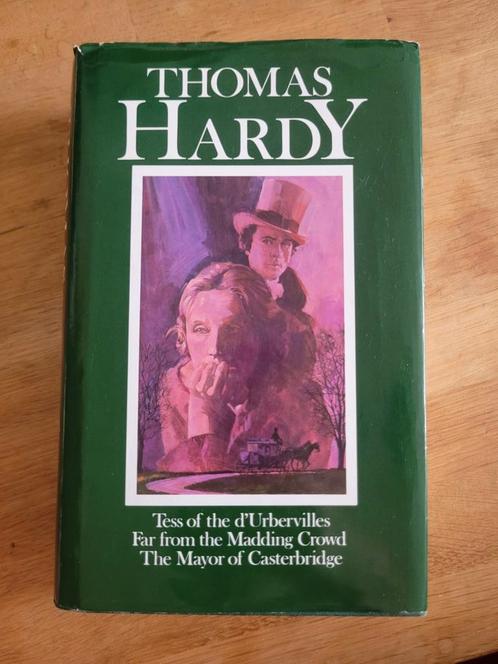 THOMAS
HARDY
Tess of the d'Urbervilles
Far from the Madding Crowd
The Mayor of Casterbridge